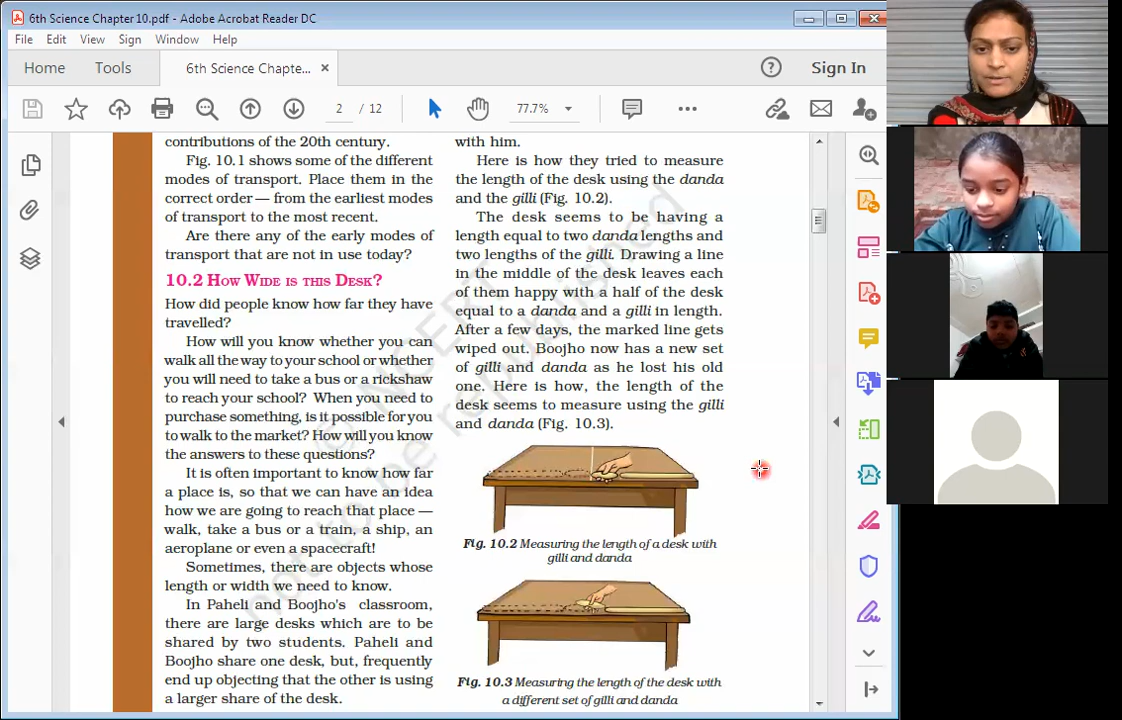 6th Science Chapter 10.pdf - Adobe Acrobat Reader DC
File Edit View Sign Window Help
Home Tools 6th Science Chapte... × Sign In
2 / 12 77.7%
contributions of the 20th century.
Fig. 10.1 shows some of the different
modes of transport. Place them in the
correct order— from the earliest modes
of transport to the most recent.
Are there any of the early modes of
transport that are not in use today?
10.2 HOW WIDE IS THIS DESK?
How did people know how far they have
travelled?
How will you know whether you can
walk all the way to your school or whether
you will need to take a bus or a rickshaw
to reach your school? When you need to
purchase something, is it possible for you
to walk to the market? How will you know
the answers to these questions?
It is often important to know how far
a place is, so that we can have an idea
how we are going to reach that place —
walk, take a bus or a train, a ship, an
aeroplane or even a spacecraft!
Sometimes, there are objects whose
length or width we need to know.
In Paheli and Boojho's classroom,
there are large desks which are to be
shared by two students. Paheli and
Boojho share one desk, but, frequently
end up objecting that the other is using
a larger share of the desk.
with him.
Here is how they tried to measure
the length of the desk using the danda
and the gilli (Fig. 10.2).
The desk seems to be having a
length equal to two danda lengths and
two lengths of the gilli. Drawing a line
in the middle of the desk leaves each
of them happy with a half of the desk
equal to a danda and a gilli in length.
After a few days, the marked line gets
wiped out. Boojho now has a new set
of gilli and danda as he lost his old
one. Here is how, the length of the
desk seems to measure using the gilli
and danda (Fig. 10.3).
Fig. 10.2 Measuring the length of a desk with
gilli and danda
Fig. 10.3 Measuring the length of the desk with
a different set of gilli and danda
© NCERT
not to be republished